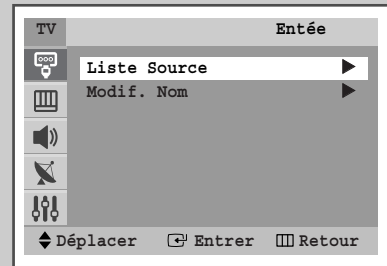 TV Entée
Liste Source
Modif. Nom
Déplacer Entrer Retour